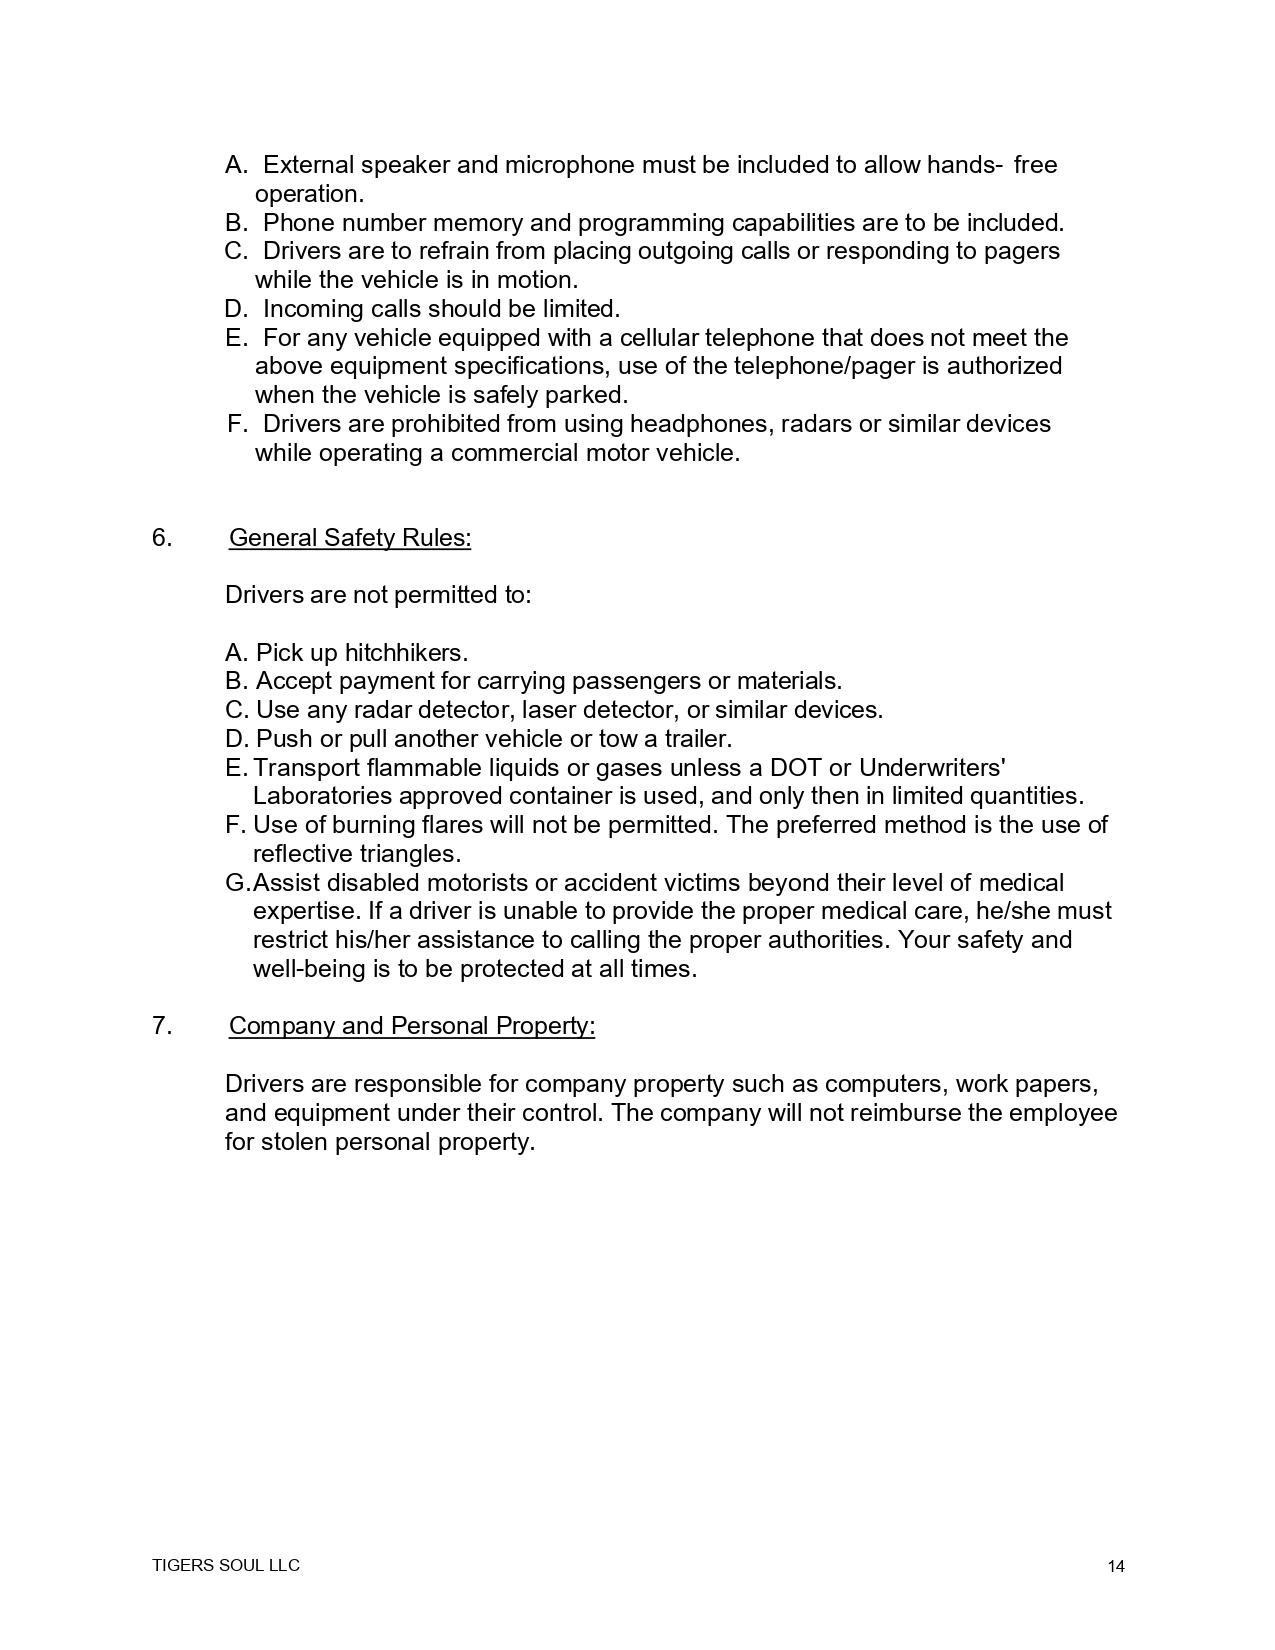 A. External speaker and microphone must be included to allow hands- free
operation.
B. Phone number memory and programming capabilities are to be included.
C. Drivers are to refrain from placing outgoing calls or responding to pagers
while the vehicle is in motion.
D. Incoming calls should be limited.
E. For any vehicle equipped with a cellular telephone that does not meet the
above equipment specifications, use of the telephone/pager is authorized
when the vehicle is safely parked.
F. Drivers are prohibited from using headphones, radars or similar devices
while operating a commercial motor vehicle.
6. General Safety Rules:
Drivers are not permitted to:
A. Pick up hitchhikers.
B. Accept payment for carrying passengers or materials.
C. Use any radar detector, laser detector, or similar devices.
D. Push or pull another vehicle or tow a trailer.
E. Transport flammable liquids or gases unless a DOT or Underwriters'
Laboratories approved container is used, and only then in limited quantities.
F. Use of burning flares will not be permitted. The preferred method is the use of
reflective triangles.
G.Assist disabled motorists or accident victims beyond their level of medical
expertise. If a driver is unable to provide the proper medical care, he/she must
restrict his/her assistance to calling the proper authorities. Your safety and
well-being is to be protected at all times.
7. Company and Personal Property:
Drivers are responsible for company property such as computers, work papers,
and equipment under their control. The company will not reimburse the employee
for stolen personal property.
TIGERS SOUL LLC 14